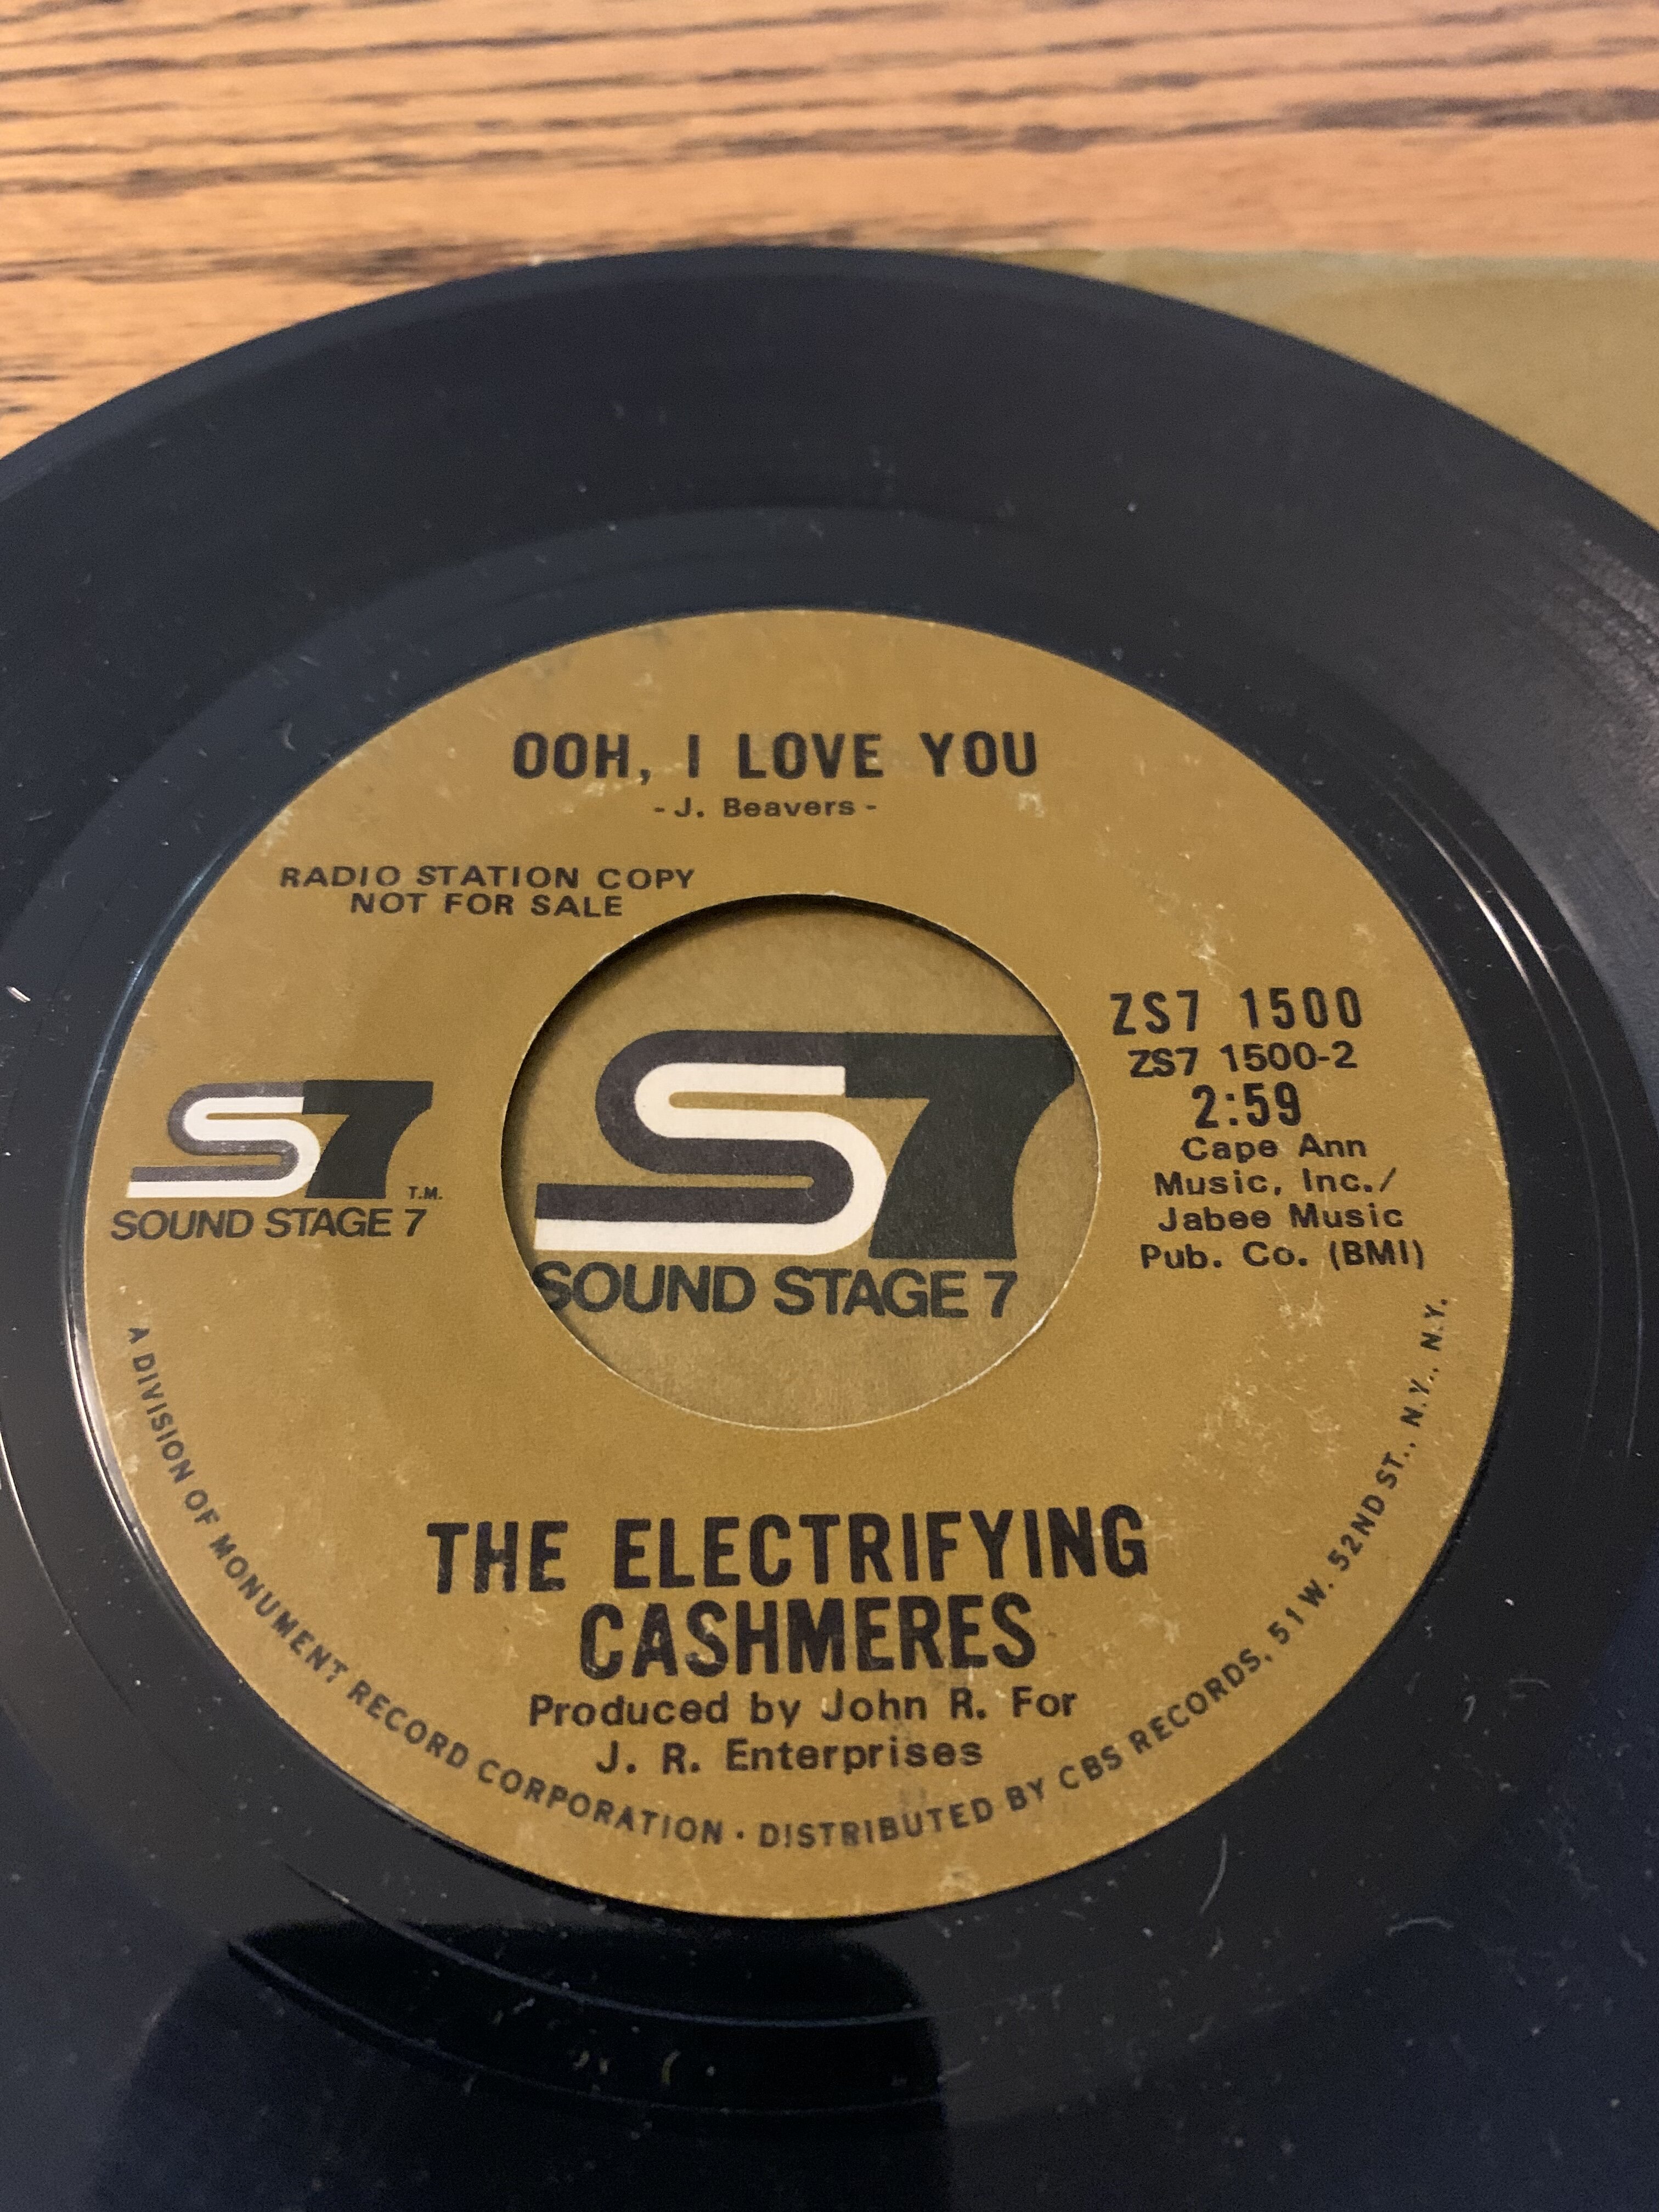 OOH, I LOVE YOU
- J. Beavers -
RADIO STATION COPY
NOT FOR SALE
S7 T.M.
SOUND STAGE 7
S7
SOUND STAGE 7
ZS7 1500
ZS7 1500-2
2:59
Cape Ann
Music, Inc./
Jabee Music
Pub. Co. (BMI)
THE ELECTRIFYING
CASHMERES
Produced by John R. For
J. R. Enterprises
A DIVISION OF MONUMENT RECORD CORPORATION · DISTRIBUTED BY CBS RECORDS, 51 W. 52ND ST., N.Y., N.Y.